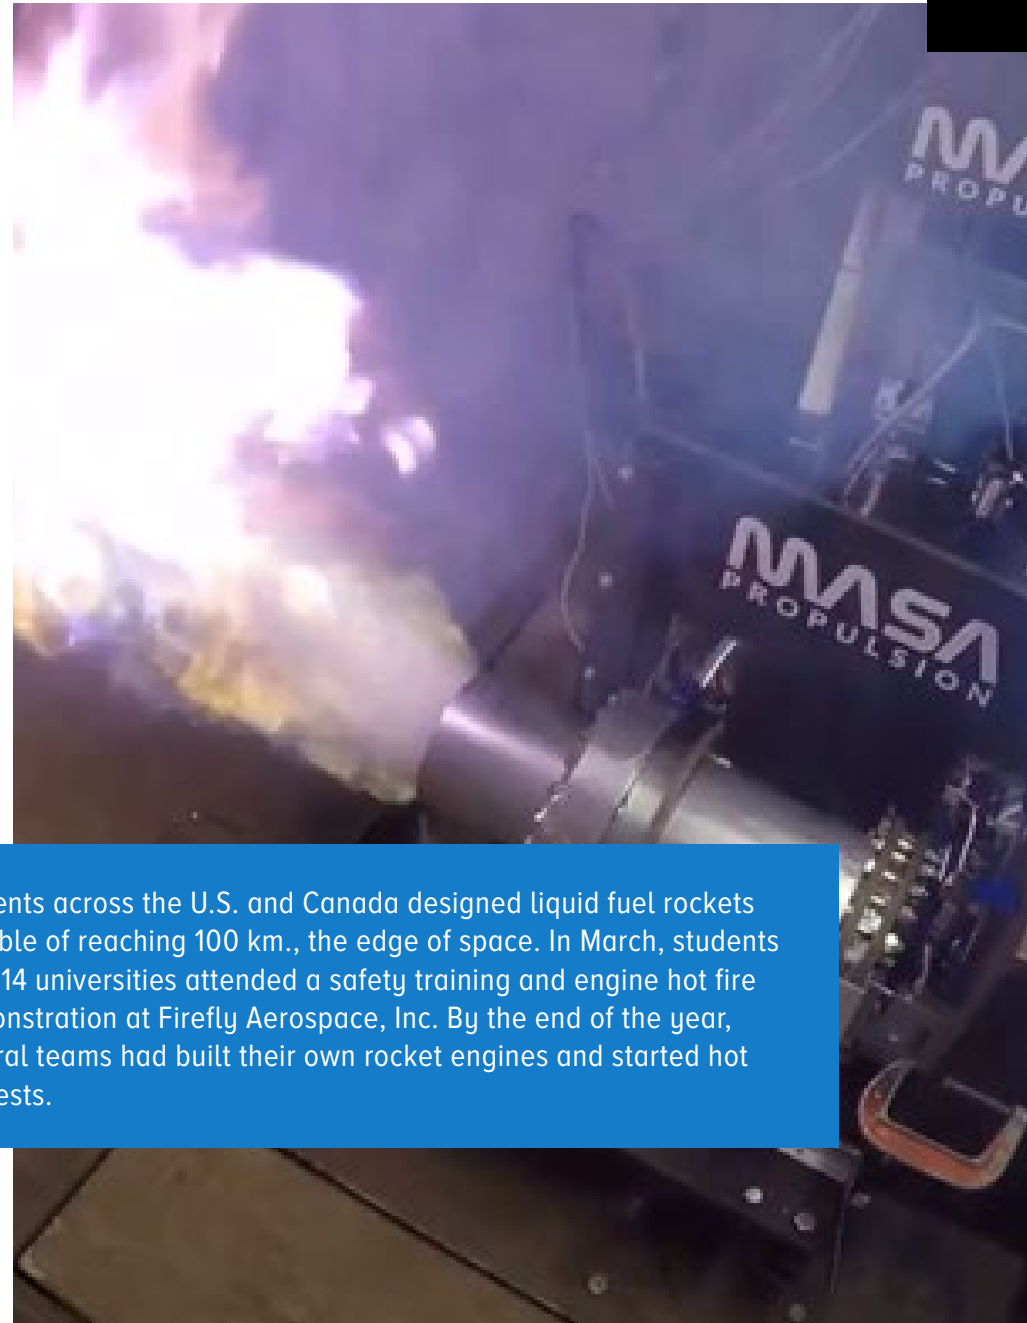 MA
PROPU
MASA
PROPULSION
ents across the U.S. and Canada designed liquid fuel rockets
ble of reaching 100 km., the edge of space. In March, students
14 universities attended a safety training and engine hot fire
onstration at Firefly Aerospace, Inc. By the end of the year,
ral teams had built their own rocket engines and started hot
ests.